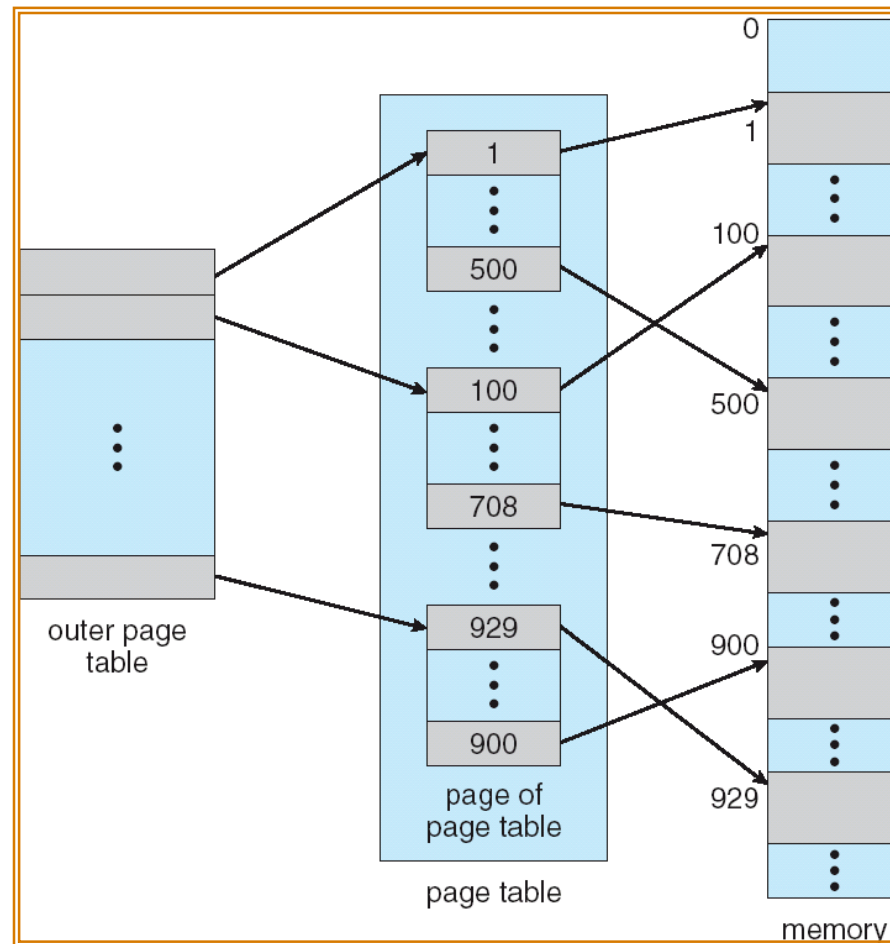 outer page
table
1
500
100
708
929
900
page of
page table
page table
0
1
100
500
708
900
929
memory